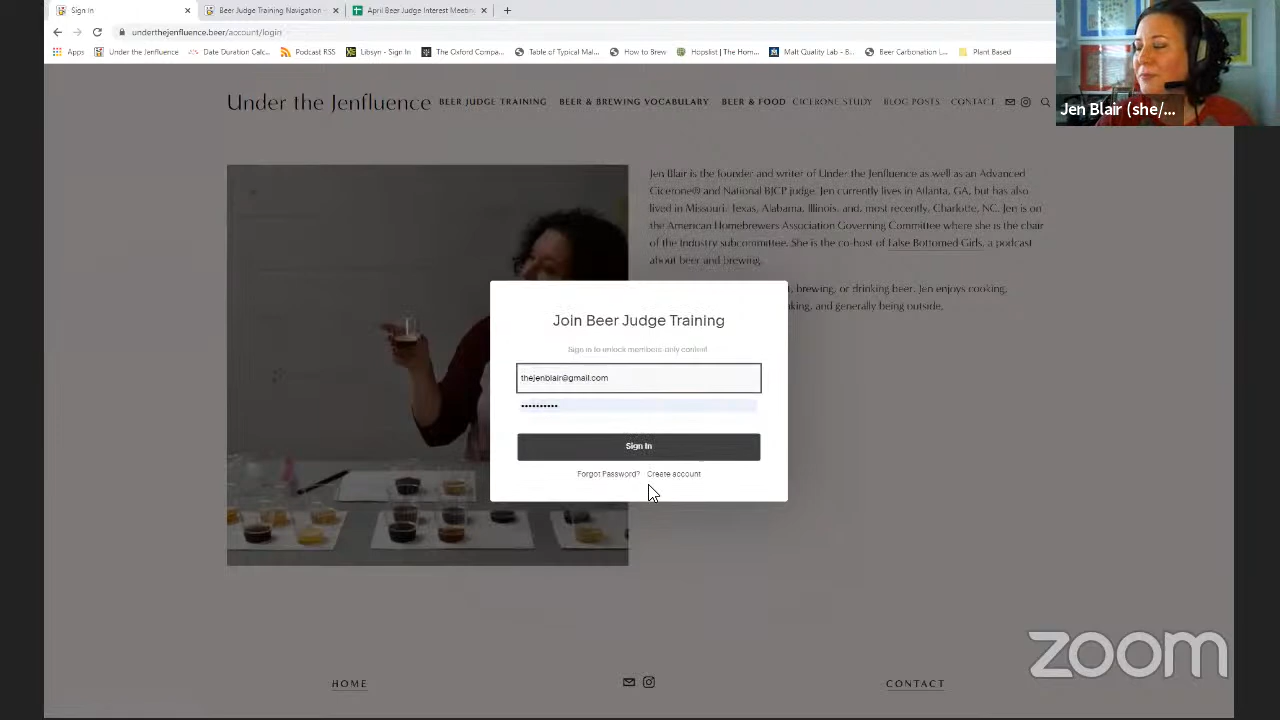 Sign In
Beer Judge Training Navigation
April Beer Judge Interest Meeting
underthejenfluence.beer/account/login
Apps Under the Jenfluence Date Duration Calc... Podcast RSS Libsyn - Sign In The Oxford Compa... Table of Typical Mal... How to Brew Hopslist | The Hom... Malt Quality Lab - B... Beer Carbonation L... Plant Based
Jen Blair (she/...
Under the Jenfluence BEER JUDGE TRAINING BEER & BREWING VOCABULARY BEER & FOOD CICERONE STUDY BLOG POSTS CONTACT
Jen Blair is the founder and writer of Under the Jenfluence as well as an Advanced
Cicerone® and National BJCP judge. Jen currently lives in Atlanta, GA, but has also
lived in Missouri, Texas, Alabama, Illinois, and, most recently, Charlotte, NC. Jen is on
the American Homebrewers Association Governing Committee where she is the chair
of the Industry subcommittee. She is the co-host of False Bottomed Girls, a podcast
about beer and brewing.
, brewing, or drinking beer, Jen enjoys cooking,
and generally being outside.
Join Beer Judge Training
Sign in to unlock members-only content
thejenblair@gmail.com
••••••••••
Sign In
Forgot Password? Create account
HOME
CONTACT
zoom